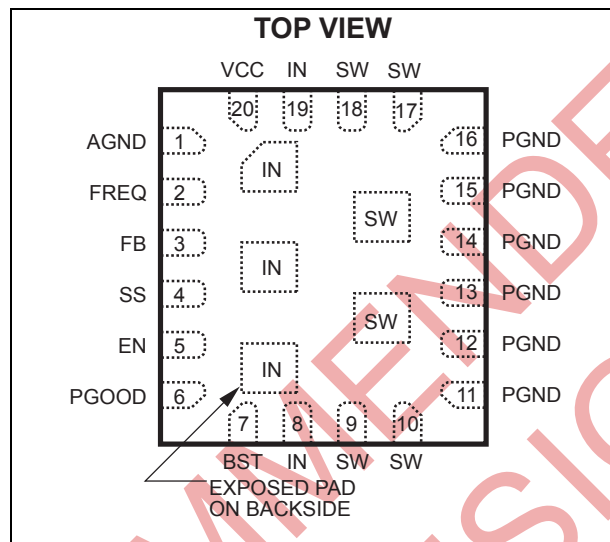 TOP VIEW
VCC IN SW SW
20 19 18 17
AGND 1 16 PGND
IN
FREQ 2 15 PGND
SW
FB 3 14 PGND
IN
SS 4 13 PGND
SW
EN 5 12 PGND
IN
PGOOD 6 11 PGND
7 8 9 10
BST IN SW SW
EXPOSED PAD
ON BACKSIDE